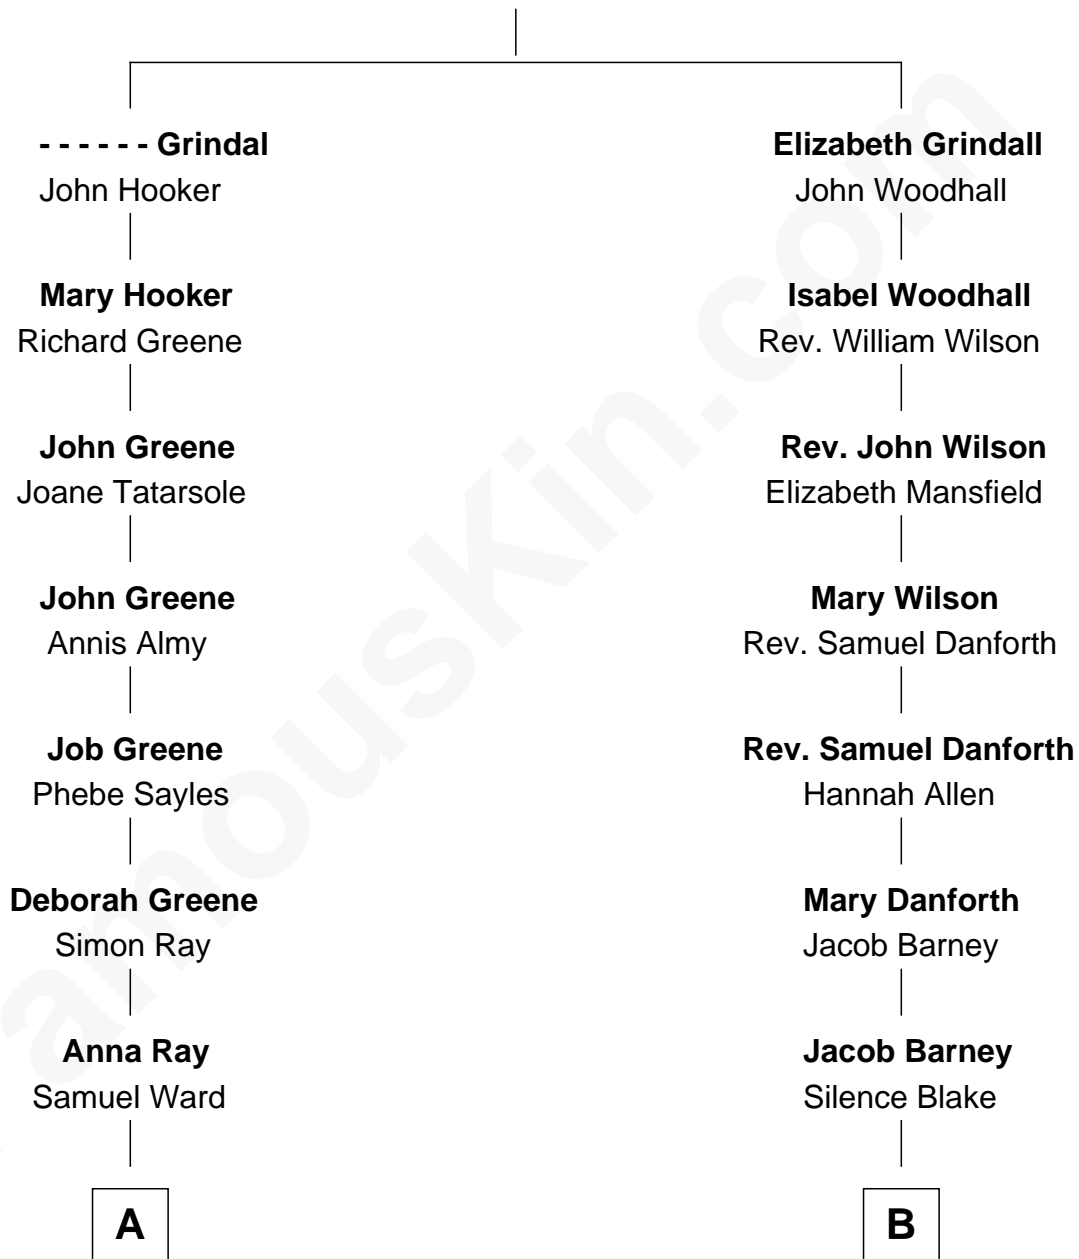 - - - - - - Grindal
John Hooker
Mary Hooker
Richard Greene
John Greene
Joane Tatarsole
John Greene
Annis Almy
Job Greene
Phebe Sayles
Deborah Greene
Simon Ray
Anna Ray
Samuel Ward
A
Elizabeth Grindall
John Woodhall
Isabel Woodhall
Rev. William Wilson
Rev. John Wilson
Elizabeth Mansfield
Mary Wilson
Rev. Samuel Danforth
Rev. Samuel Danforth
Hannah Allen
Mary Danforth
Jacob Barney
Jacob Barney
Silence Blake
B
amousKin.com